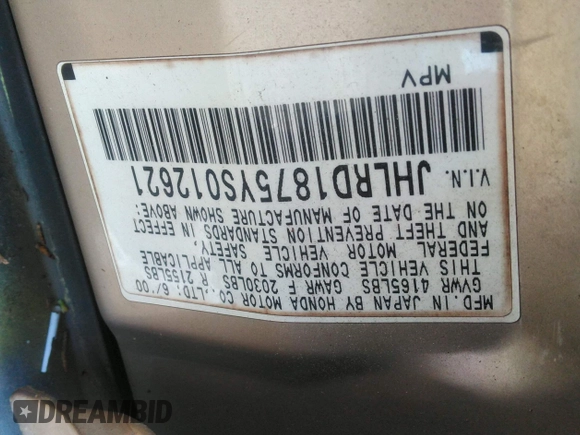 MFD. IN JAPAN BY HONDA MOTOR CO., LTD. 6/00
GVWR 4165LBS GAWR F 2030LBS R 2155LBS
THIS VEHICLE CONFORMS TO ALL APPLICABLE
FEDERAL MOTOR VEHICLE SAFETY,
AND THEFT PREVENTION STANDARDS IN EFFECT
ON THE DATE OF MANUFACTURE SHOWN ABOVE:
V.I.N. JHLRD1875YS012621
MPV
DREAMBID